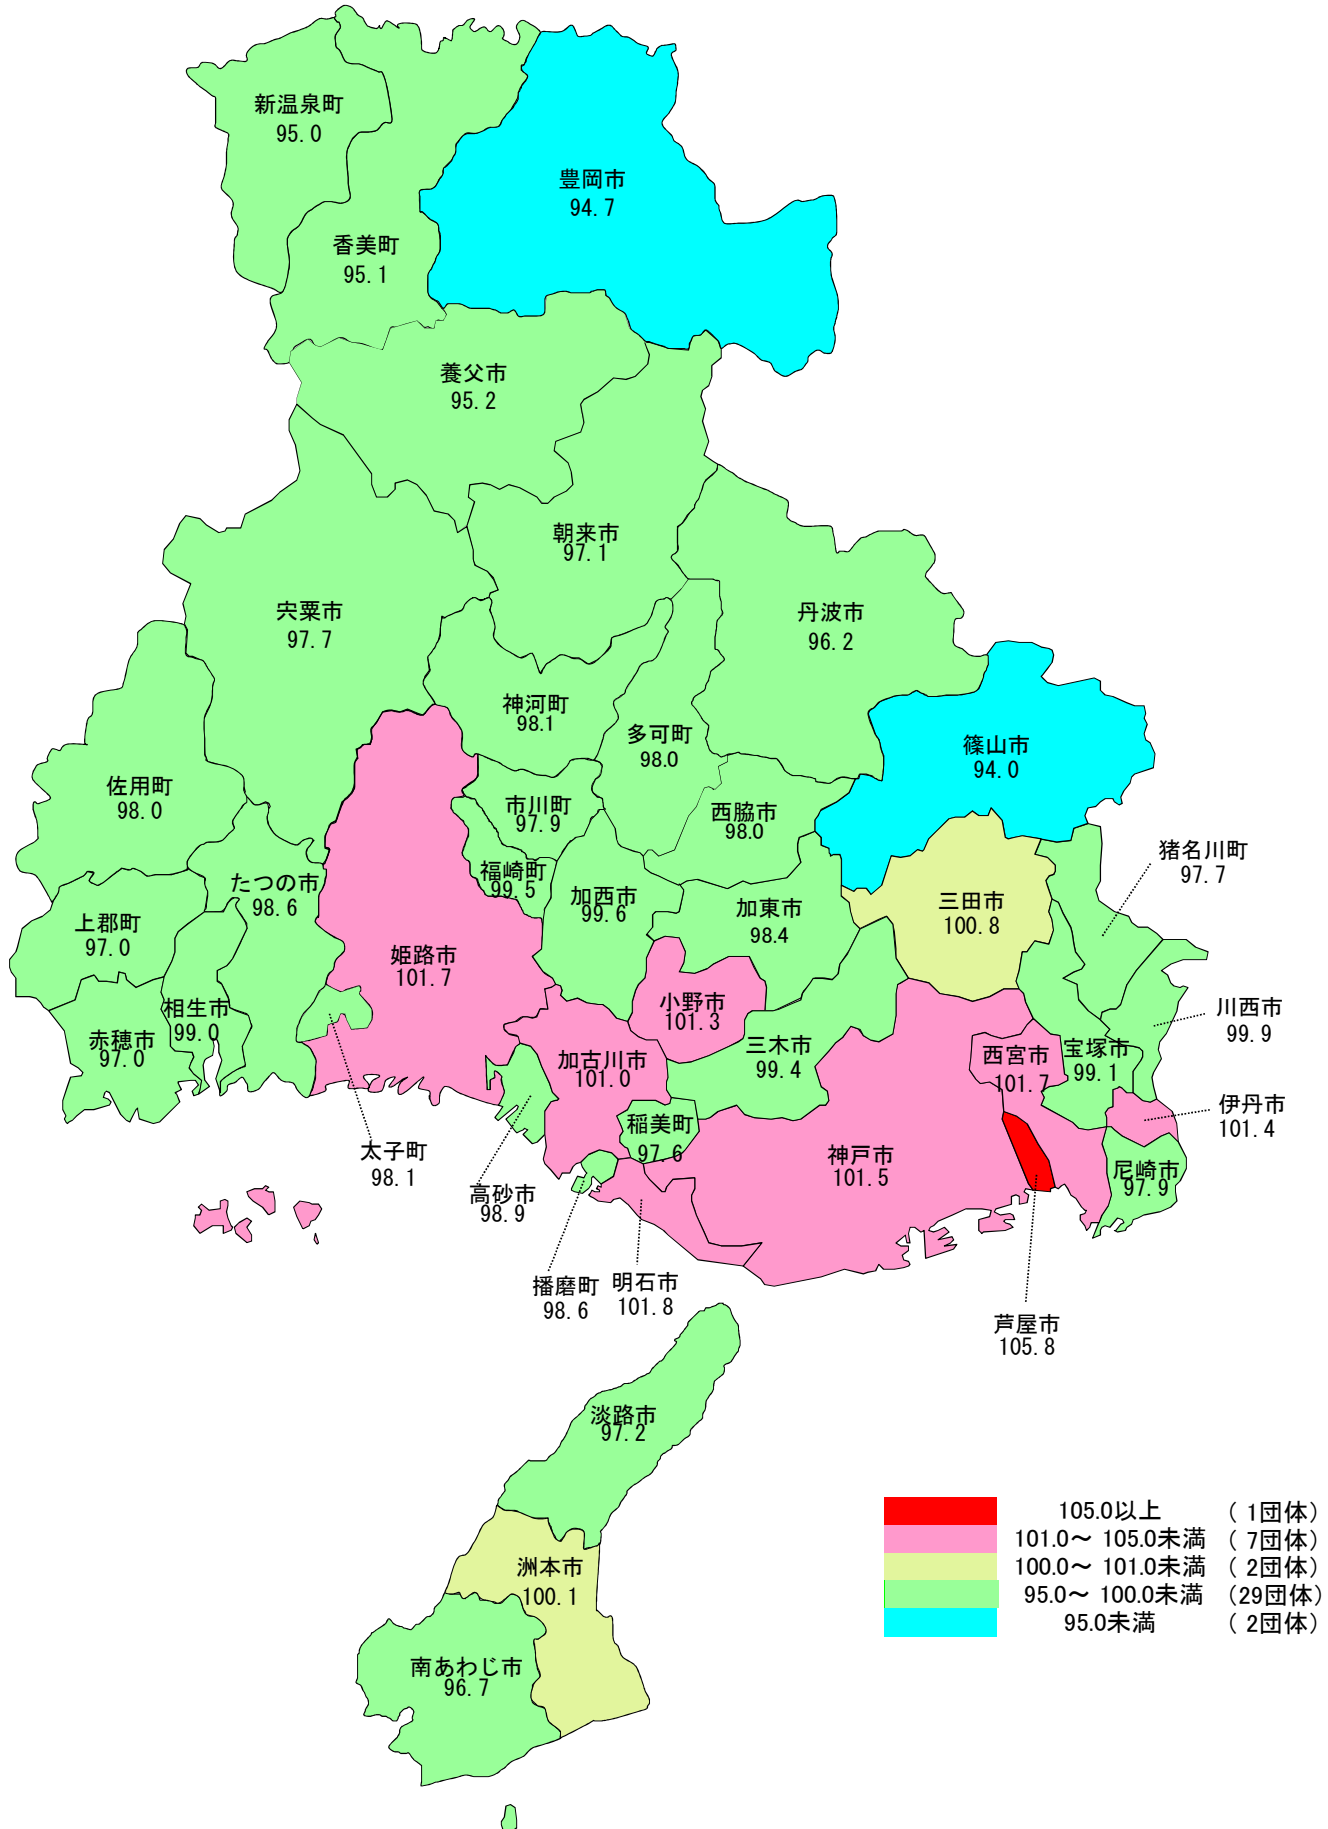 新温泉町
95.0
豊岡市
94.7
香美町
95.1
養父市
95.2
朝来市
97.1
宍粟市
97.7
丹波市
96.2
神河町
98.1
多可町
98.0
篠山市
94.0
佐用町
98.0
市川町
97.9
西脇市
98.0
猪名川町
97.7
福崎町
99.5
たつの市
98.6
加西市
99.6
加東市
98.4
三田市
100.8
上郡町
97.0
姫路市
101.7
小野市
101.3
相生市
99.0
川西市
99.9
赤穂市
97.0
加古川市
101.0
三木市
99.4
西宮市
101.7
宝塚市
99.1
伊丹市
101.4
稲美町
97.6
太子町
98.1
神戸市
101.5
尼崎市
97.9
高砂市
98.9
播磨町
98.6
明石市
101.8
芦屋市
105.8
淡路市
97.2
洲本市
100.1
南あわじ市
96.7
105.0以上 ( 1団体)
101.0～ 105.0未満 ( 7団体)
100.0～ 101.0未満 ( 2団体)
95.0～ 100.0未満 (29団体)
95.0未満 ( 2団体)